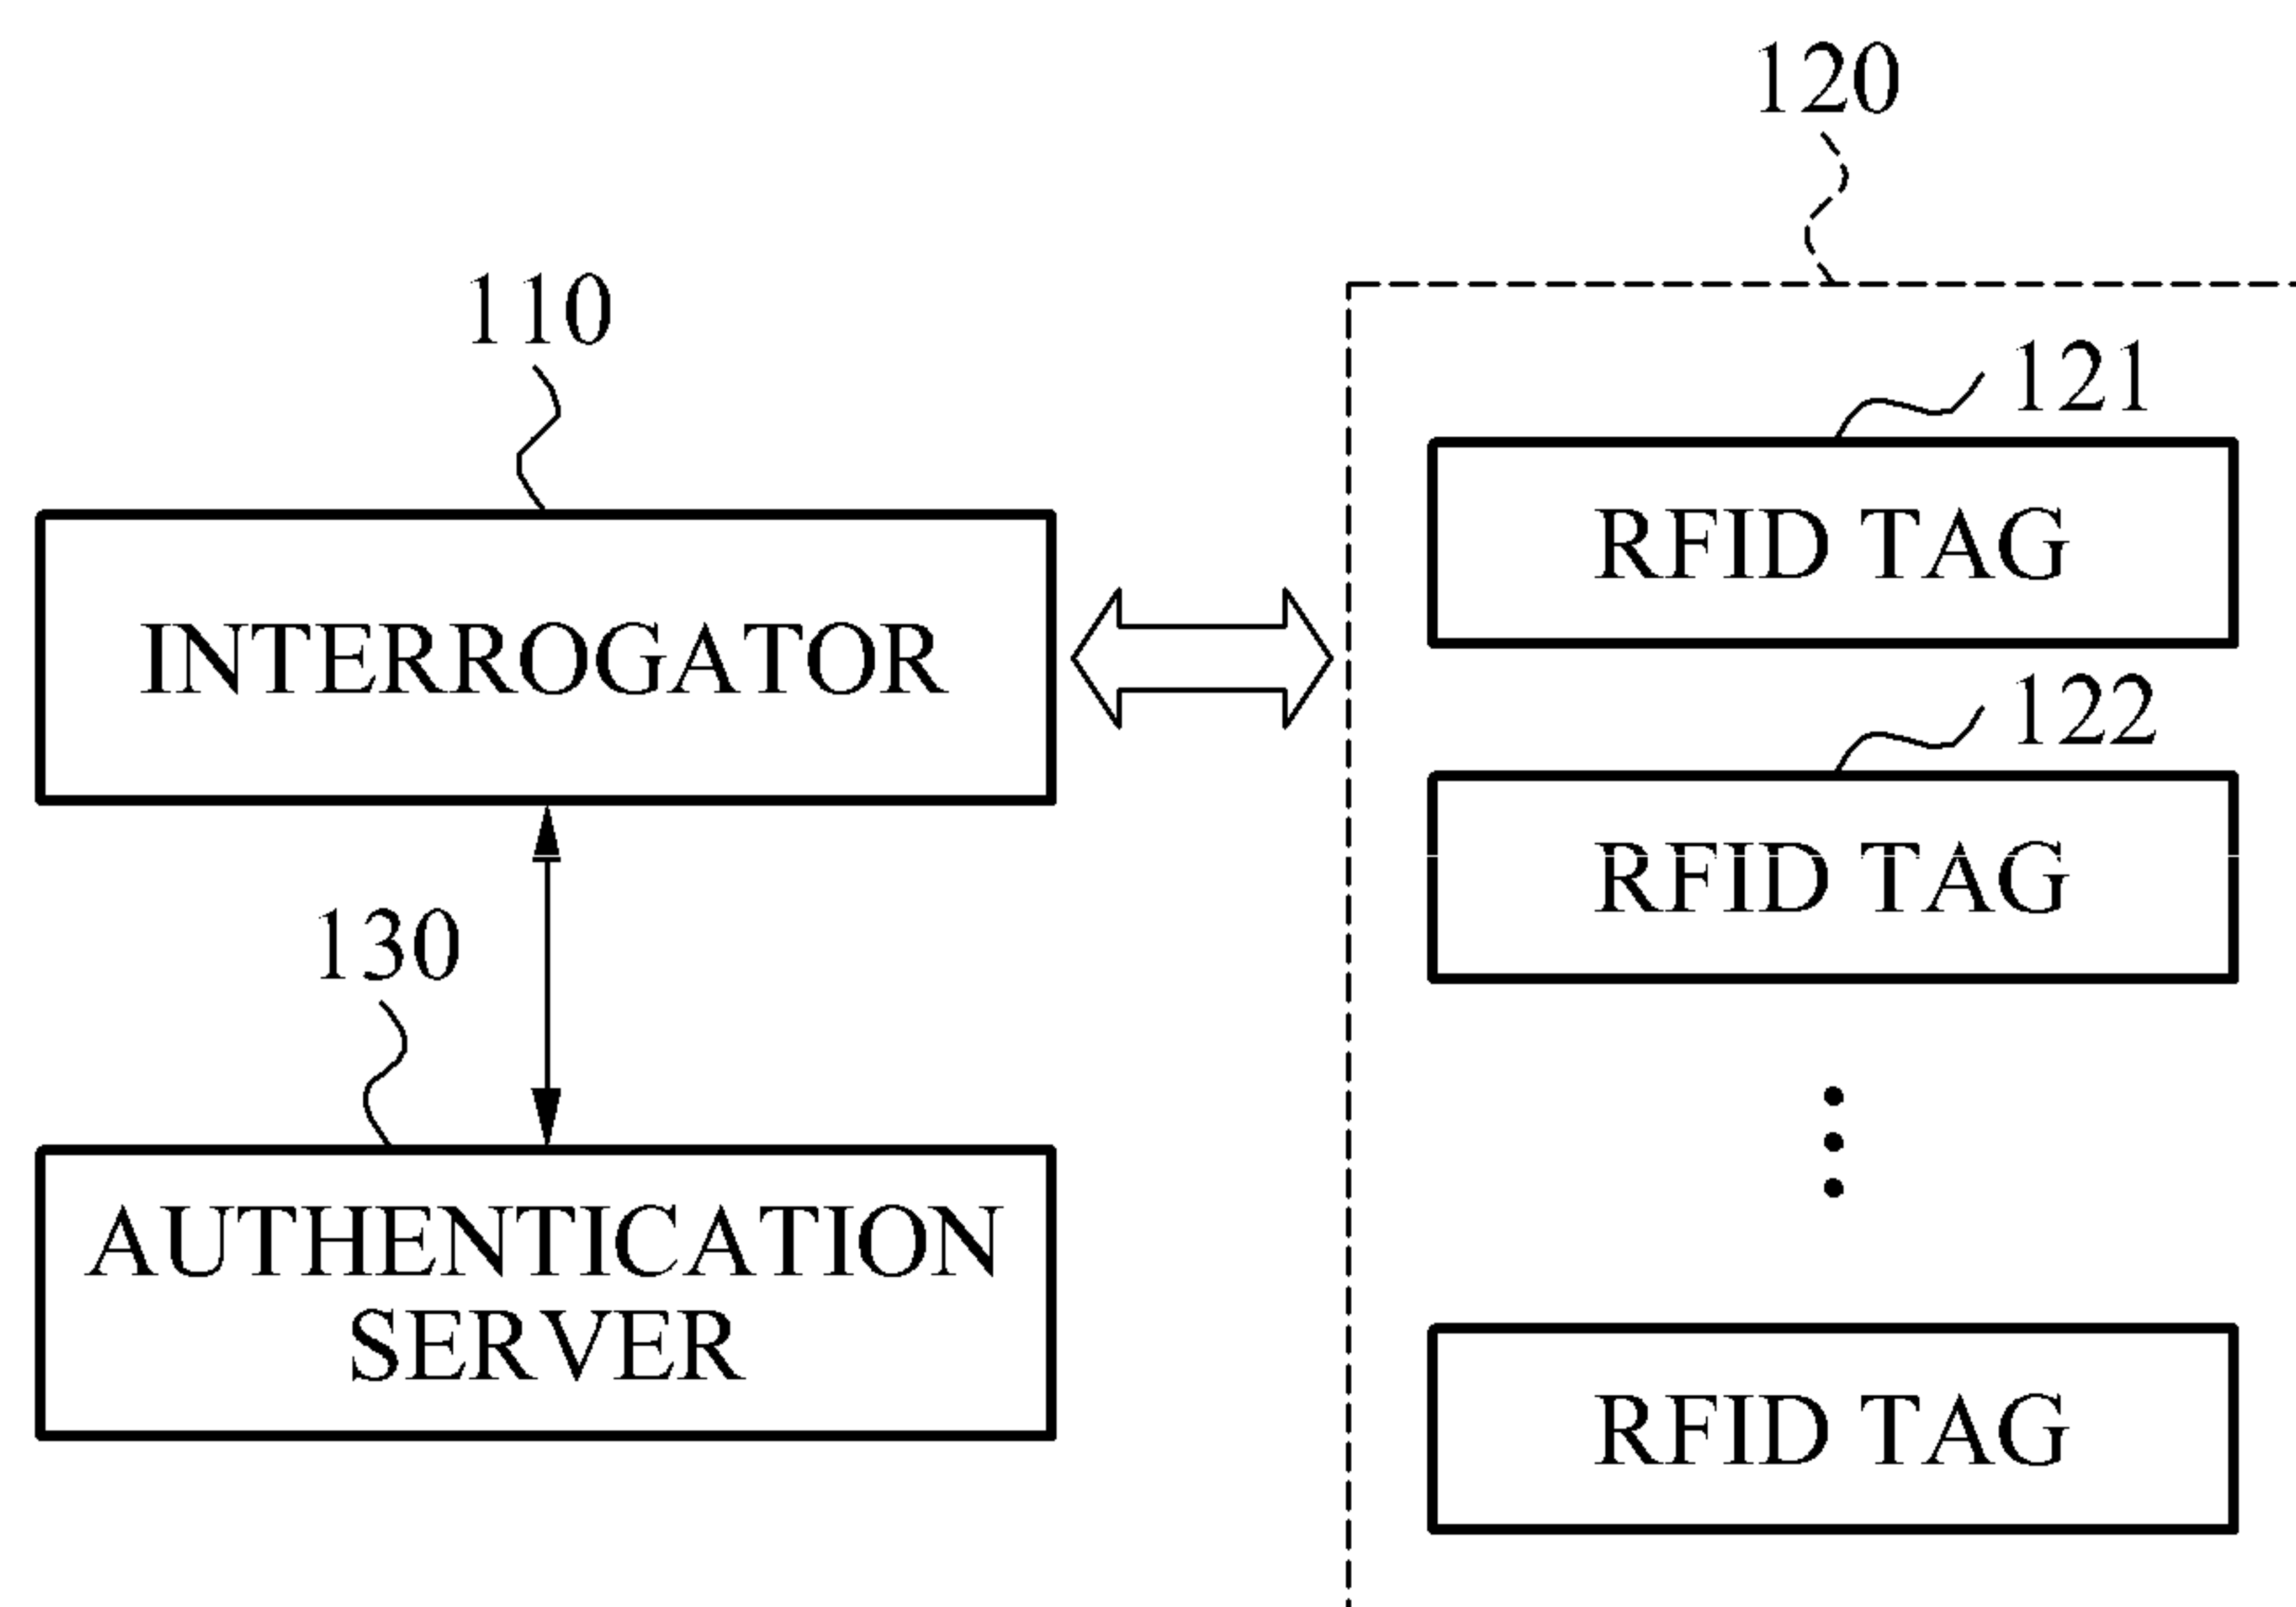 120
110
121
RFID TAG
INTERROGATOR
122
RFID TAG
130
AUTHENTICATION
SERVER
RFID TAG